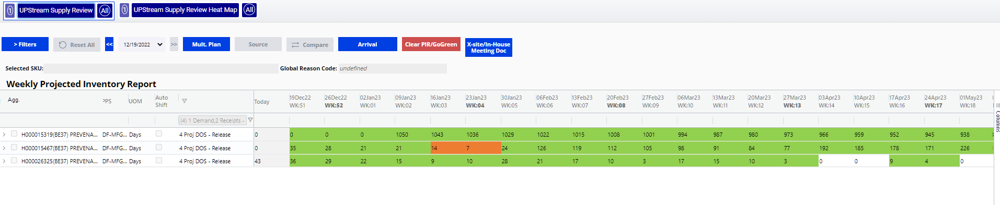 1 UPStream Supply Review All 1 UPStream Supply Review Heat Map All
> Filters Reset All << 12/19/2022 >> Mult. Plan Source Compare Arrival Clear PIR/GoGreen X-site/In-House
Meeting Doc
Selected SKU: Global Reason Code: undefined
Weekly Projected Inventory Report
Agg. PPS UOM Auto Shift Today 19Dec22 26Dec22 02Jan23 09Jan23 16Jan23 23Jan23 30Jan23 06Feb23 13Feb23 20Feb23 27Feb23 06Mar23 13Mar23 20Mar23 27Mar23 03Apr23 10Apr23 17Apr23 24Apr23 01May23
WK:51 WK:52 WK:01 WK:02 WK:03 WK:04 WK:05 WK:06 WK:07 WK:08 WK:09 WK:10 WK:11 WK:12 WK:13 WK:14 WK:15 WK:16 WK:17 WK:18
(4) 1 Demand,2 Receipts -
H000015319(BE37) PREVENA... DF-MFG... Days 4 Proj DOS - Release 0 0 0 0 1050 1043 1036 1029 1022 1015 1008 1001 994 987 980 973 966 959 952 945 938
H000015467(BE37) PREVENA... DF-MFG... Days 4 Proj DOS - Release 0 35 28 21 21 14 7 24 126 119 112 105 98 91 84 77 192 185 178 171 226
H000026325(BE37) PREVENA... DF-MFG... Days 4 Proj DOS - Release 43 36 29 22 15 9 10 28 21 17 10 3 17 15 10 3 0 0 9 4 0
Columns